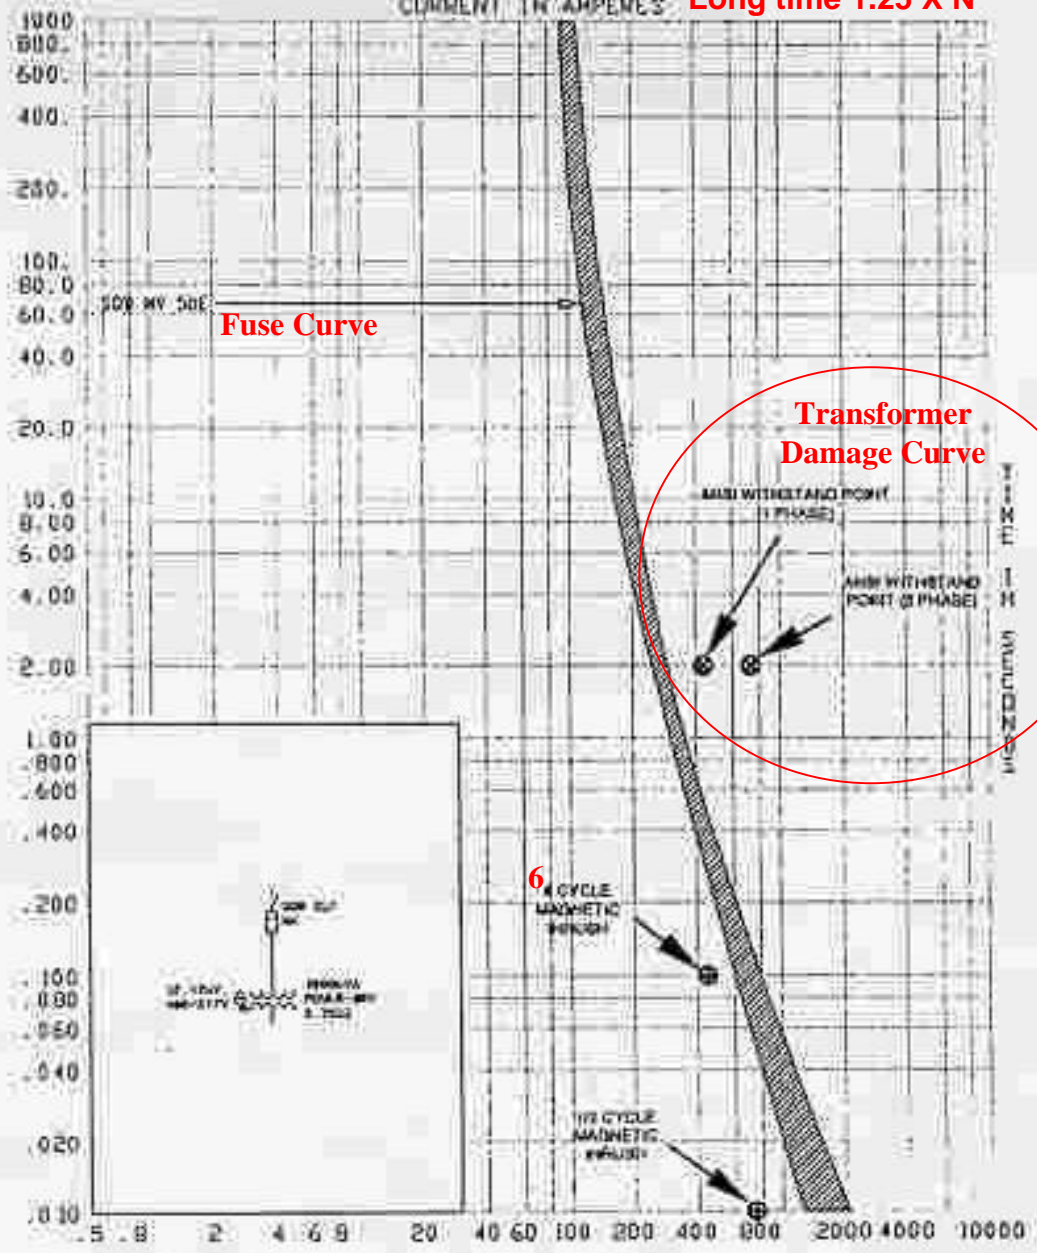 CURRENT IN AMPERES Long time 1.25 X N
1000
800.
600.
400.
200.
100.
80.0
60.0
Fuse Curve
40.0
20.0
Transformer
Damage Curve
10.0
8.00
6.00
4.00
2.00
ANSI WITHSTAND POINT
(1 PHASE)
ANSI WITHSTAND
POINT (3 PHASE)
TIME IN SECONDS
1.00
.800
.600
.400
.200
.100
.080
.060
.040
.020
.010
6 CYCLE
MAGNETIC
INRUSH
1/2 CYCLE
MAGNETIC
INRUSH
.5 .8 2 4 6 8 20 40 60 100 200 400 800 2000 4000 10000